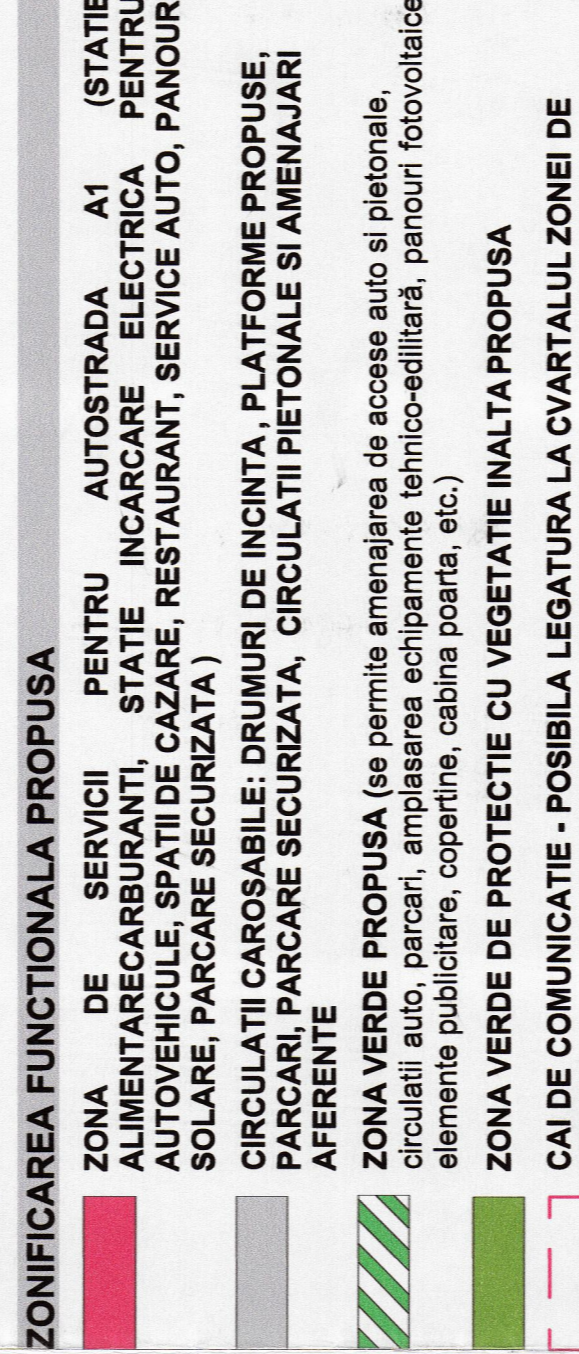 ZONIFICAREA FUNCTIONALA PROPUSA
ZONA DE SERVICII PENTRU AUTOSTRADA A1 (STATIE
ALIMENTARECARBURANTI, STATIE INCARCARE ELECTRICA PENTRU
AUTOVEHICULE, SPATII DE CAZARE, RESTAURANT, SERVICE AUTO, PANOUR
SOLARE, PARCARE SECURIZATA )
CIRCULATII CAROSABILE: DRUMURI DE INCINTA, PLATFORME PROPUSE,
PARCARI, PARCARE SECURIZATA, CIRCULATII PIETONALE SI AMENAJARI
AFERENTE
ZONA VERDE PROPUSA (se permite amenajarea de accese auto si pietonale,
circulatii auto, parcari, amplasarea echipamente tehnico-edilitară, panouri fotovoltaice
elemente publicitare, copertine, cabina poarta, etc.)
ZONA VERDE DE PROTECTIE CU VEGETATIE INALTA PROPUSA
CAI DE COMUNICATIE - POSIBILA LEGATURA LA CVARTALUL ZONEI DE